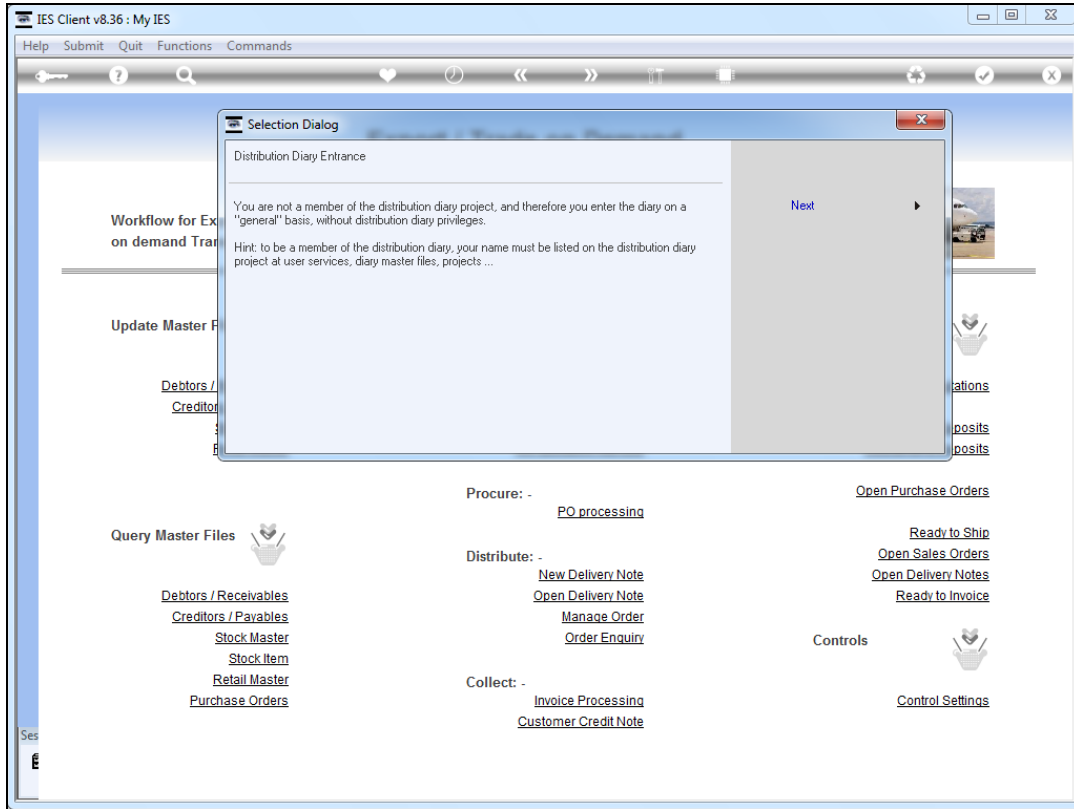 IES Client v8.36 : My IES
Help Submit Quit Functions Commands
Selection Dialog
Distribution Diary Entrance
You are not a member of the distribution diary project, and therefore you enter the diary on a
"general" basis, without distribution diary privileges.
Hint: to be a member of the distribution diary, your name must be listed on the distribution diary
project at user services, diary master files, projects ...
Next
Workflow for Ex
on demand Tran
Update Master F
Debtors /
Creditor
ations
posits
posits
Procure: -
PO processing
Open Purchase Orders
Query Master Files
Distribute: -
New Delivery Note
Open Delivery Note
Manage Order
Order Enquiry
Ready to Ship
Open Sales Orders
Open Delivery Notes
Ready to Invoice
Debtors / Receivables
Creditors / Payables
Stock Master
Stock Item
Retail Master
Purchase Orders
Controls
Collect: -
Invoice Processing
Customer Credit Note
Control Settings
Ses